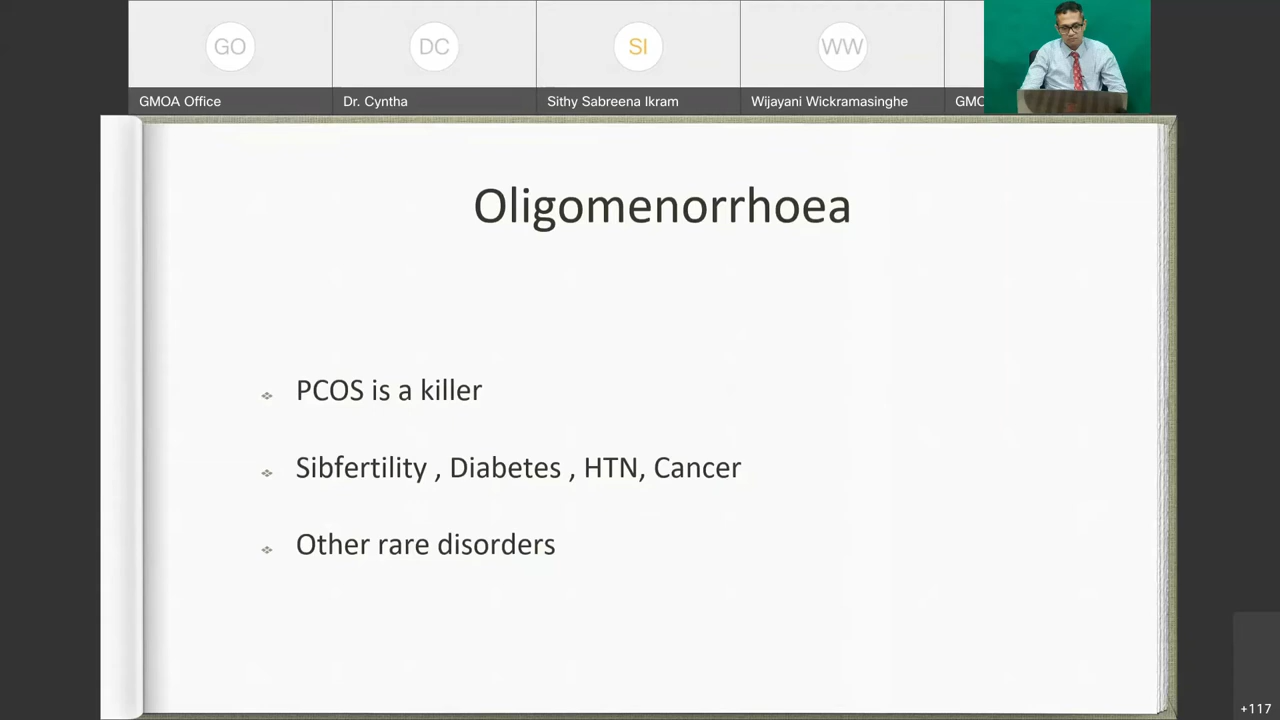 GO
DC
SI
WW
GMOA Office
Dr. Cyntha
Sithy Sabreena Ikram
Wijayani Wickramasinghe
GMC
Oligomenorrhoea
PCOS is a killer
Sibfertility , Diabetes , HTN, Cancer
Other rare disorders
+117